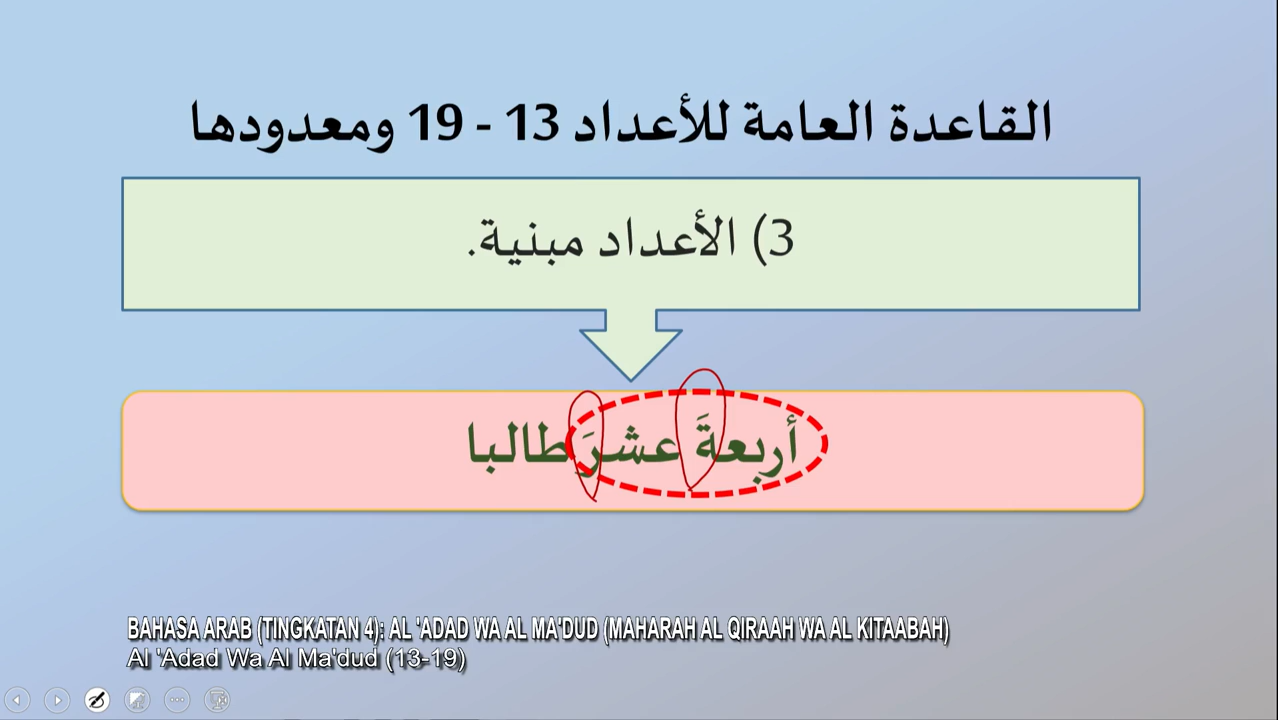 القاعدة العامة للأعداد 13 - 19 ومعدودها
3) الأعداد مبنية.
أربعةَ عشرَ طالبا
BAHASA ARAB (TINGKATAN 4): AL 'ADAD WA AL MA'DUD (MAHARAH AL QIRAAH WA AL KITAABAH)
Al 'Adad Wa Al Ma'dud (13-19)